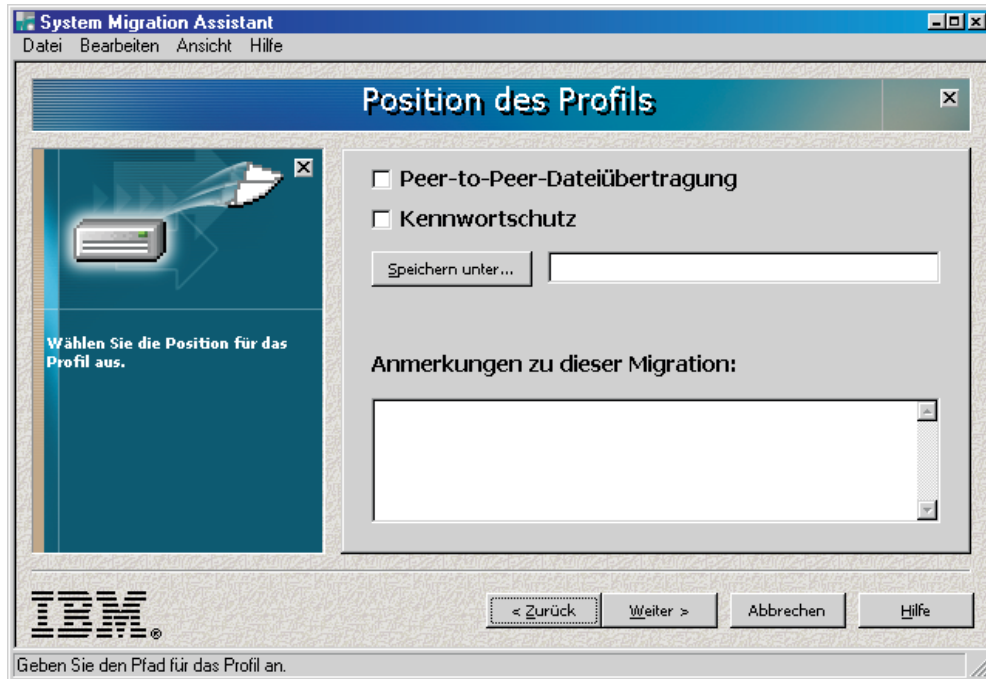 System Migration Assistant
Datei Bearbeiten Ansicht Hilfe
Position des Profils
Wählen Sie die Position für das
Profil aus.
Peer-to-Peer-Dateiübertragung
Kennwortschutz
Speichern unter...
Anmerkungen zu dieser Migration:
IBM®
< Zurück Weiter > Abbrechen Hilfe
Geben Sie den Pfad für das Profil an.